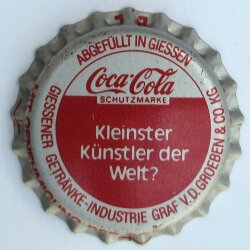 ABGEFÜLLT IN GIESSEN
Coca-Cola
SCHUTZMARKE
Kleinster
Künstler der
Welt?
GIESSENER GETRÄNKE-INDUSTRIE GRAF V.D. GROEBEN & CO. KG